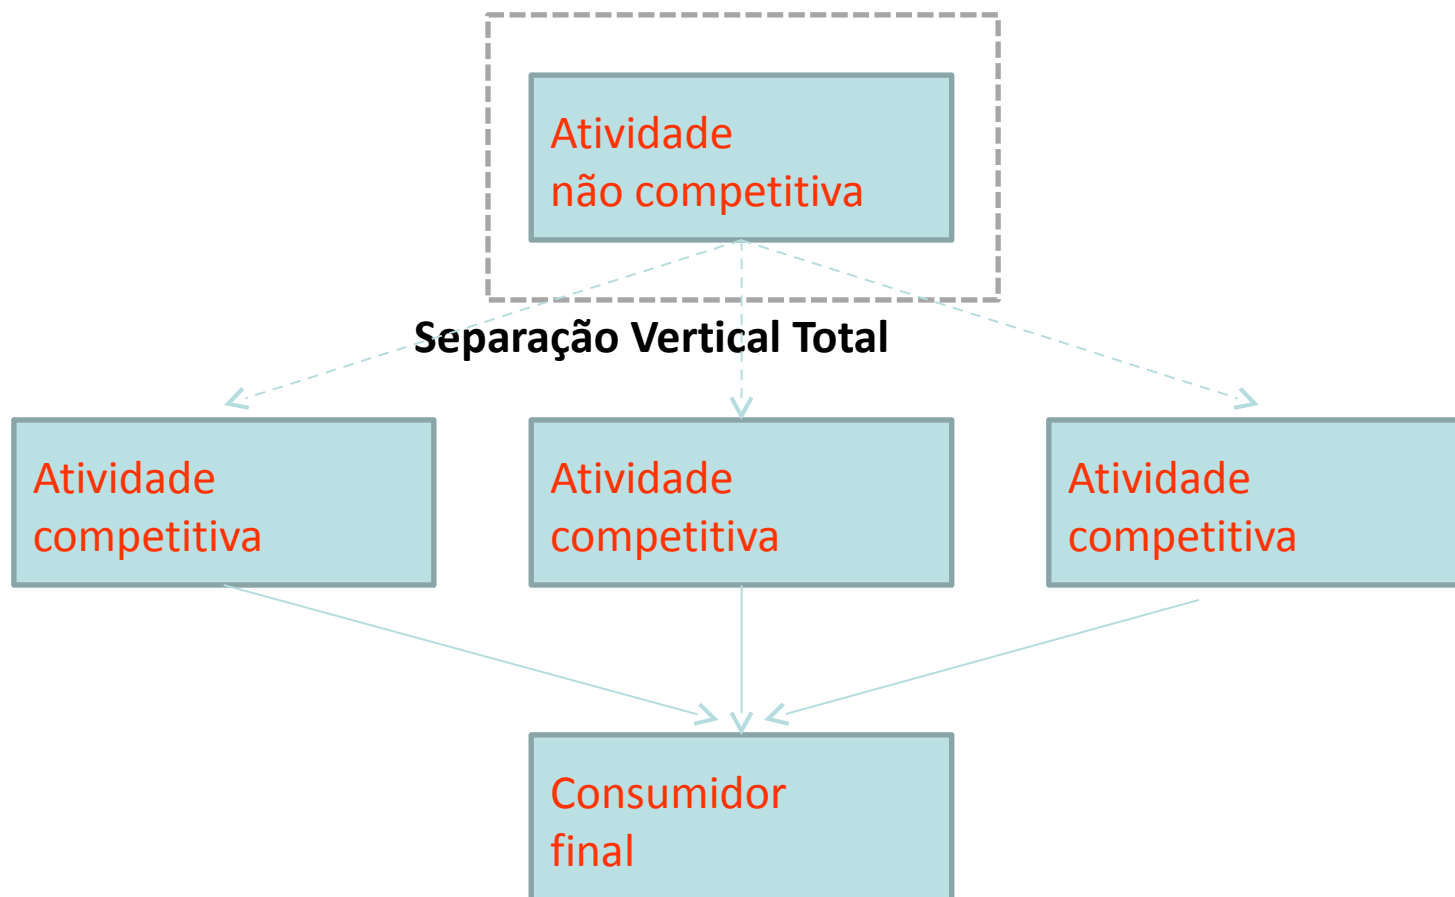 Atividade
não competitiva
Separação Vertical Total
Atividade
competitiva
Atividade
competitiva
Atividade
competitiva
Consumidor
final